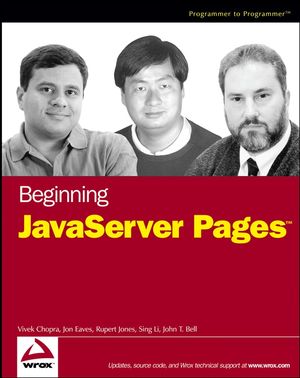 Programmer to Programmer™
Beginning
JavaServer Pages™
Vivek Chopra, Jon Eaves, Rupert Jones, Sing Li, John T. Bell
wrox™
Updates, source code, and Wrox technical support at www.wrox.com